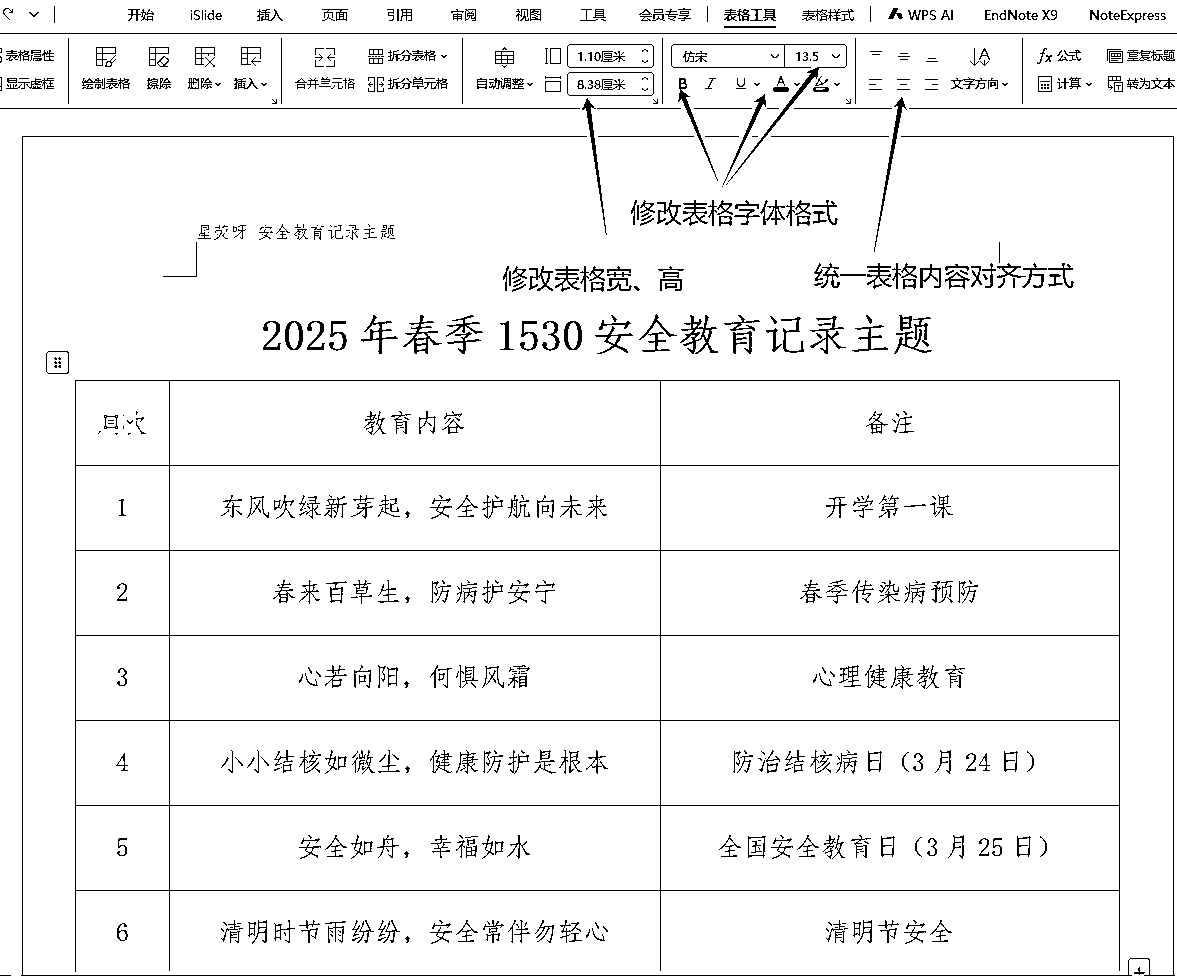 开始 iSlide 插入 页面 引用 审阅 视图 工具 会员专享 表格工具 表格样式 WPS AI EndNote X9 NoteExpress
表格属性 1.10厘米 仿宋 13.5 拆分表格 fx 公式 重复标题
显示虚框 绘制表格 擦除 删除 插入 合并单元格 拆分单元格 自动调整 8.38厘米 B I U A 文字方向 计算 转为文本
修改表格字体格式
星荧呀 安全教育记录主题
修改表格宽、高 统一表格内容对齐方式
2025 年春季 1530 安全教育记录主题
周次 教育内容 备注
1 东风吹绿新芽起，安全护航向未来 开学第一课
2 春来百草生，防病护安宁 春季传染病预防
3 心若向阳，何惧风霜 心理健康教育
4 小小结核如微尘，健康防护是根本 防治结核病日（3 月 24 日）
5 安全如舟，幸福如水 全国安全教育日（3 月 25 日）
6 清明时节雨纷纷，安全常伴勿轻心 清明节安全